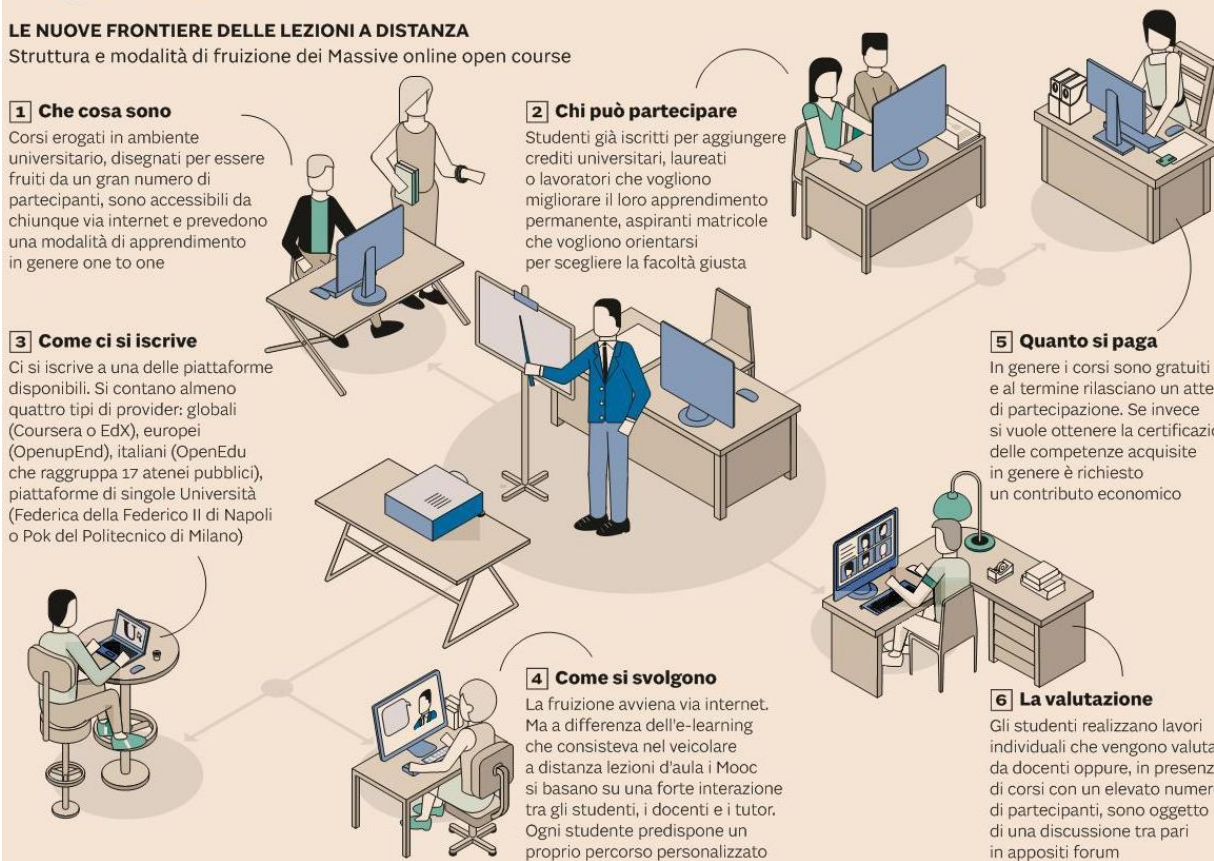 LE NUOVE FRONTIERE DELLE LEZIONI A DISTANZA
Struttura e modalità di fruizione dei Massive online open course
1 Che cosa sono
Corsi erogati in ambiente
universitario, disegnati per essere
fruiti da un gran numero di
partecipanti, sono accessibili da
chiunque via internet e prevedono
una modalità di apprendimento
in genere one to one
2 Chi può partecipare
Studenti già iscritti per aggiungere
crediti universitari, laureati
o lavoratori che vogliono
migliorare il loro apprendimento
permanente, aspiranti matricole
che vogliono orientarsi
per scegliere la facoltà giusta
3 Come ci si iscrive
Ci si iscrive a una delle piattaforme
disponibili. Si contano almeno
quattro tipi di provider: globali
(Coursera o EdX), europei
(OpenupEnd), italiani (OpenEdu
che raggruppa 17 atenei pubblici),
piattaforme di singole Università
(Federica della Federico II di Napoli
o Pok del Politecnico di Milano)
4 Come si svolgono
La fruizione avviena via internet.
Ma a differenza dell'e-learning
che consisteva nel veicolare
a distanza lezioni d'aula i Mooc
si basano su una forte interazione
tra gli studenti, i docenti e i tutor.
Ogni studente predispone un
proprio percorso personalizzato
5 Quanto si paga
In genere i corsi sono gratuiti
e al termine rilasciano un atte
di partecipazione. Se invece
si vuole ottenere la certificazio
delle competenze acquisite
in genere è richiesto
un contributo economico
6 La valutazione
Gli studenti realizzano lavori
individuali che vengono valuta
da docenti oppure, in presenz
di corsi con un elevato numer
di partecipanti, sono oggetto
di una discussione tra pari
in appositi forum